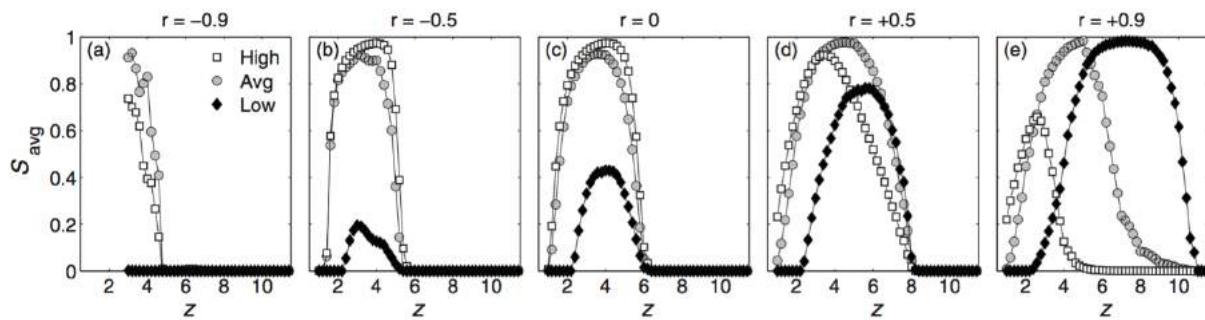 r = −0.9 r = −0.5 r = 0 r = +0.5 r = +0.9
1 (a) (b) (c) (d) (e)
High
0.8
Avg
Low
0.6
S avg
0.4
0.2
0
2 4 6 8 10 2 4 6 8 10 2 4 6 8 10 2 4 6 8 10 2 4 6 8 10
z z z z z